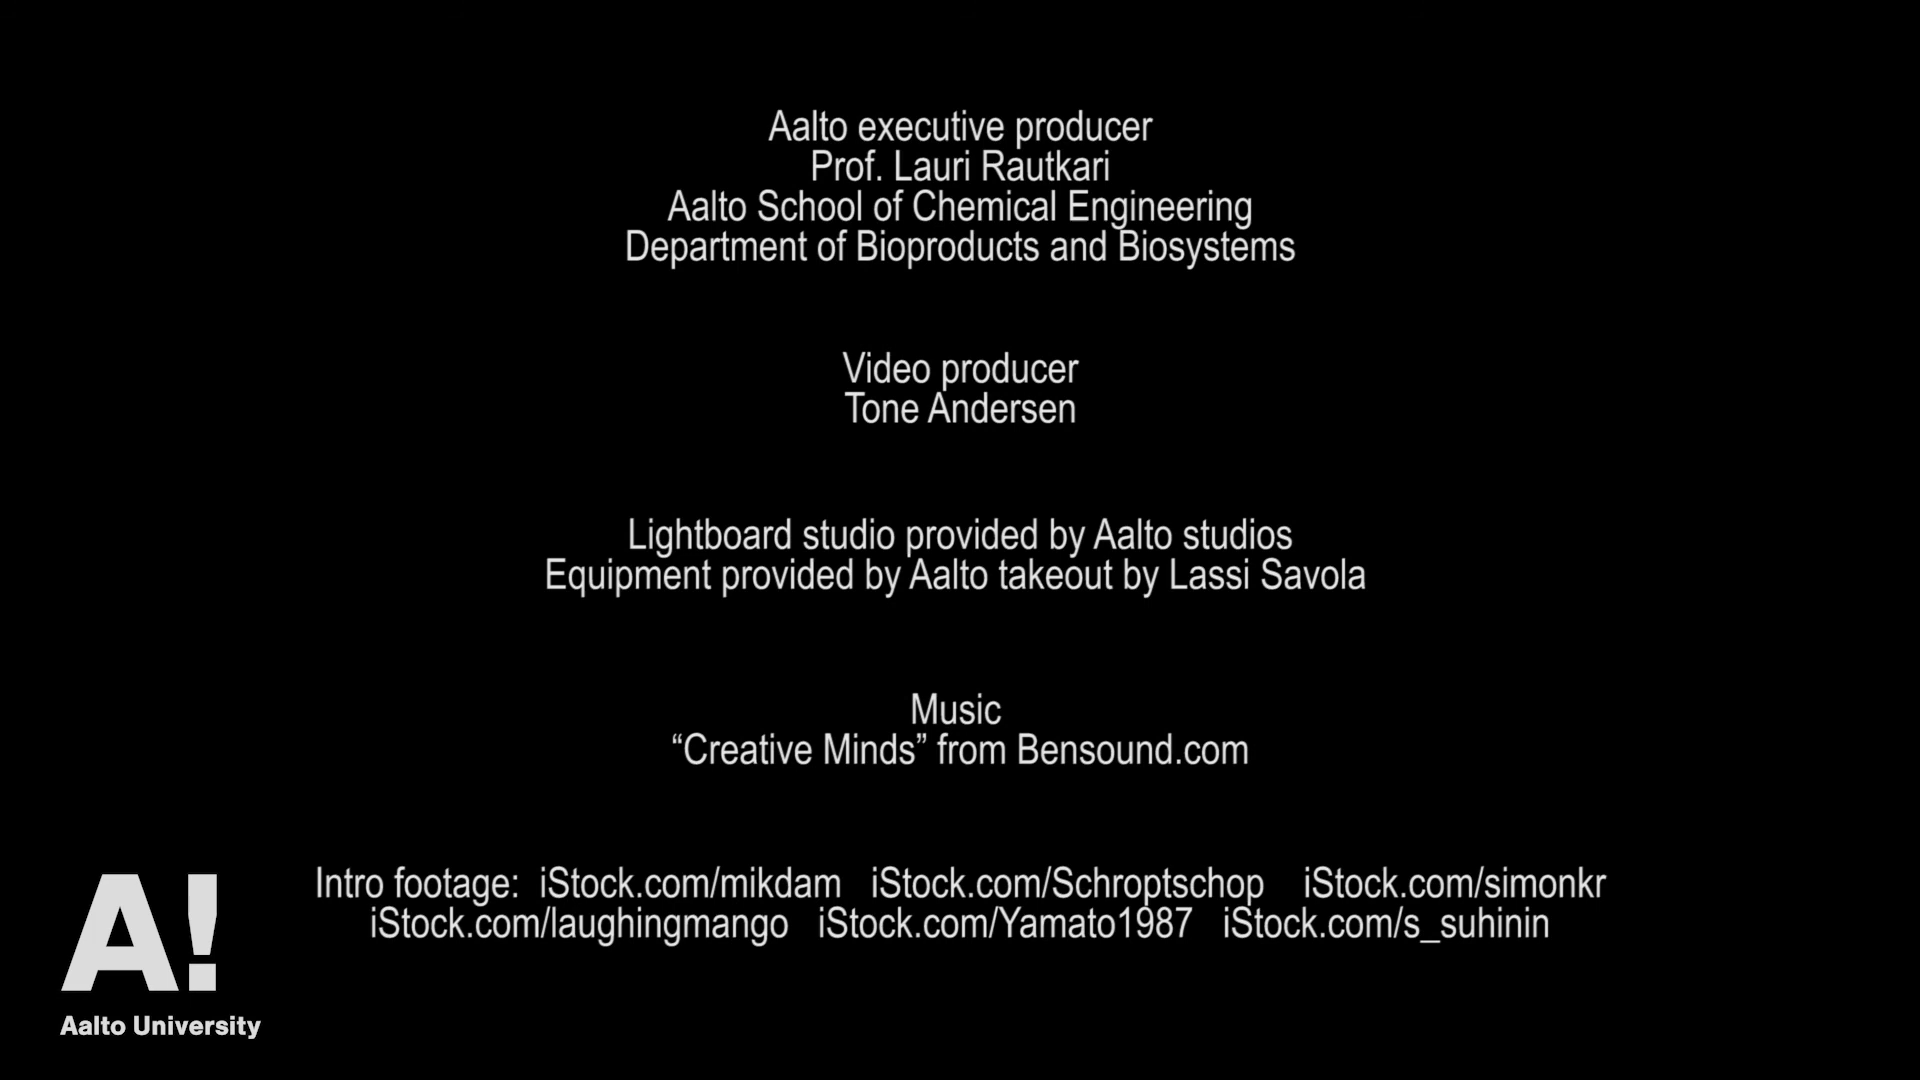 Aalto executive producer
Prof. Lauri Rautkari
Aalto School of Chemical Engineering
Department of Bioproducts and Biosystems
Video producer
Tone Andersen
Lightboard studio provided by Aalto studios
Equipment provided by Aalto takeout by Lassi Savola
Music
“Creative Minds” from Bensound.com
Intro footage: iStock.com/mikdam iStock.com/Schroptschop iStock.com/simonkr
iStock.com/laughingmango iStock.com/Yamato1987 iStock.com/s_suhinin
A!
Aalto University